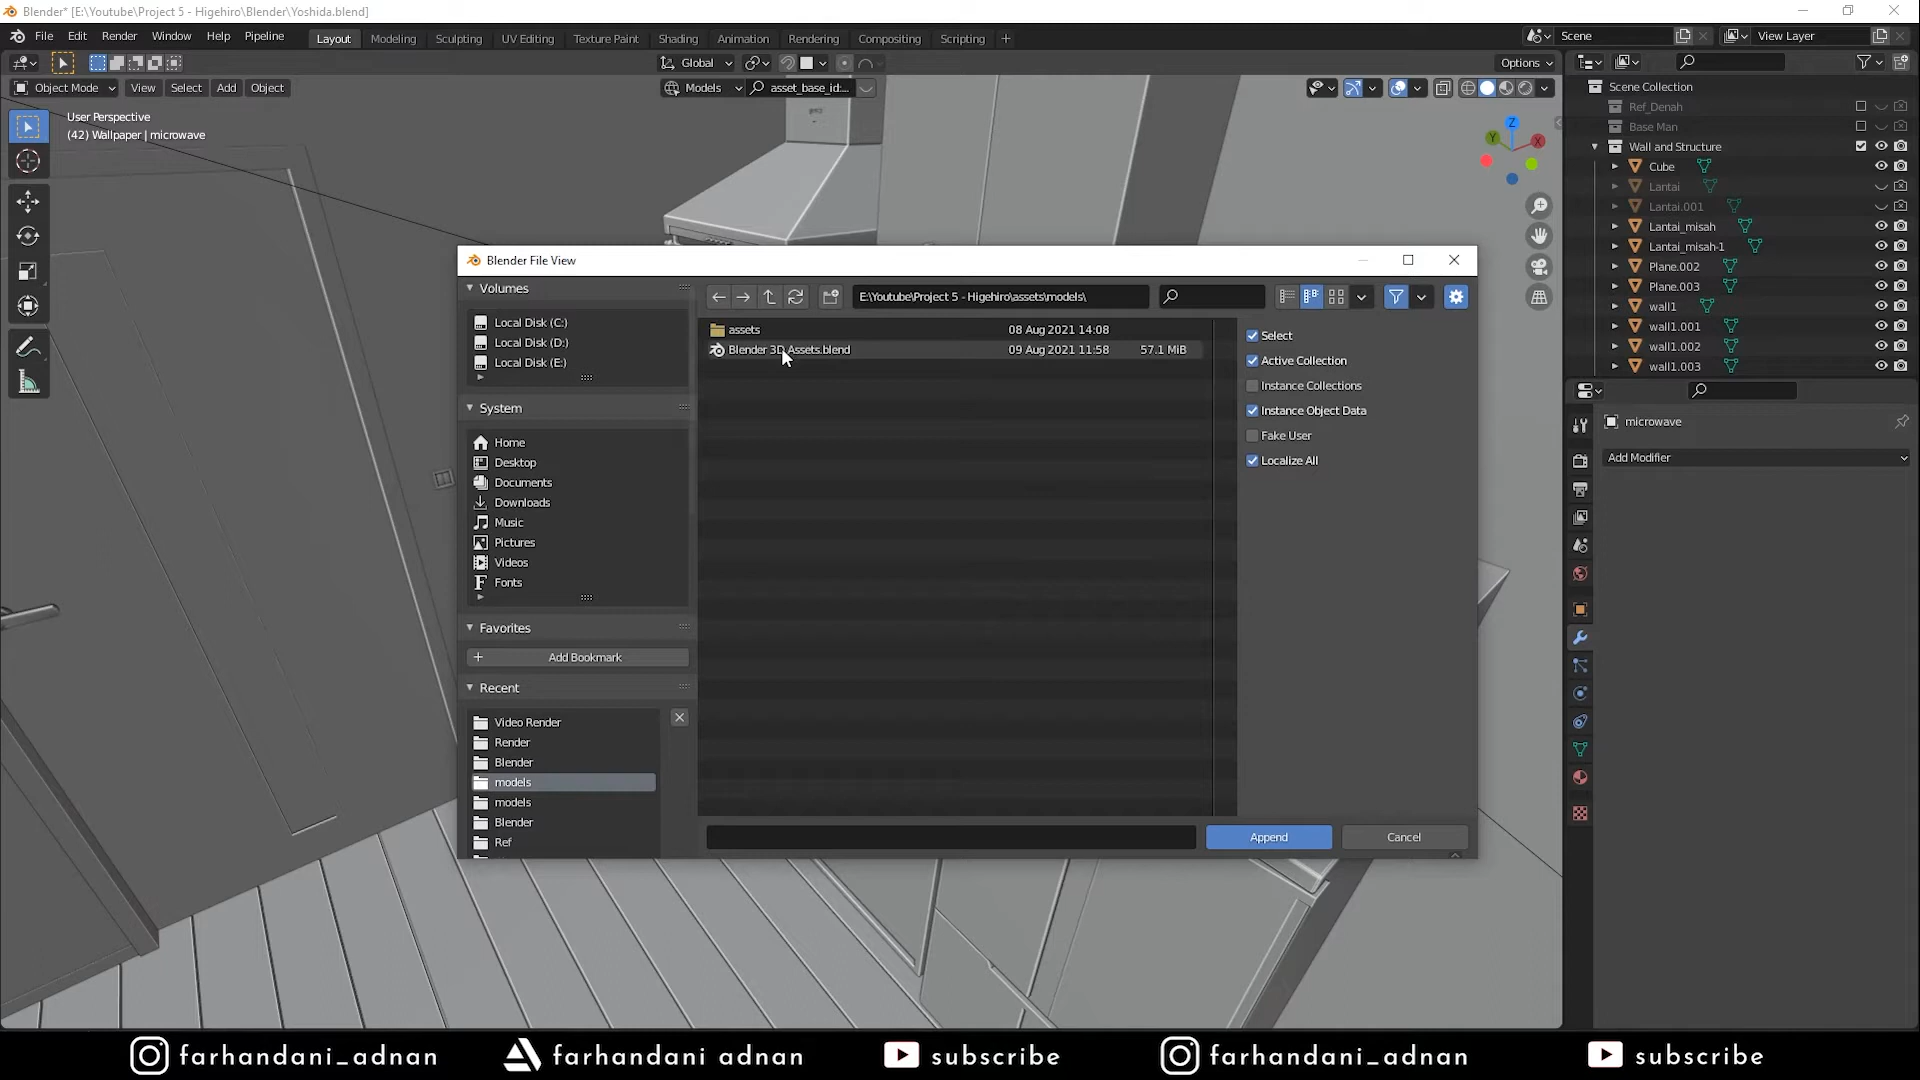 Blender* [E:\Youtube\Project 5 - Higehiro\Blender\Yoshida.blend]
File Edit Render Window Help Pipeline Layout Modeling Sculpting UV Editing Texture Paint Shading Animation Rendering Compositing Scripting + Scene View Layer
Global Options
Object Mode View Select Add Object Models asset_base_id:...
User Perspective
(42) Wallpaper | microwave
Z
Y
X
Scene Collection
Ref_Denah
Base Man
Wall and Structure
Cube
Lantai
Lantai.001
Lantai_misah
Lantai_misah-1
Plane.002
Plane.003
wall1
wall1.001
wall1.002
wall1.003
microwave
Add Modifier
Blender File View
Volumes
Local Disk (C:)
Local Disk (D:)
Local Disk (E:)
System
Home
Desktop
Documents
Downloads
Music
Pictures
Videos
Fonts
Favorites
+ Add Bookmark
Recent
Video Render
Render
Blender
models
models
Blender
Ref
E:\Youtube\Project 5 - Higehiro\assets\models\
assets 08 Aug 2021 14:08
Blender 3D Assets.blend 09 Aug 2021 11:58 57.1 MiB
Select
Active Collection
Instance Collections
Instance Object Data
Fake User
Localize All
Append Cancel
farhandani_adnan farhandani adnan subscribe farhandani_adnan subscribe